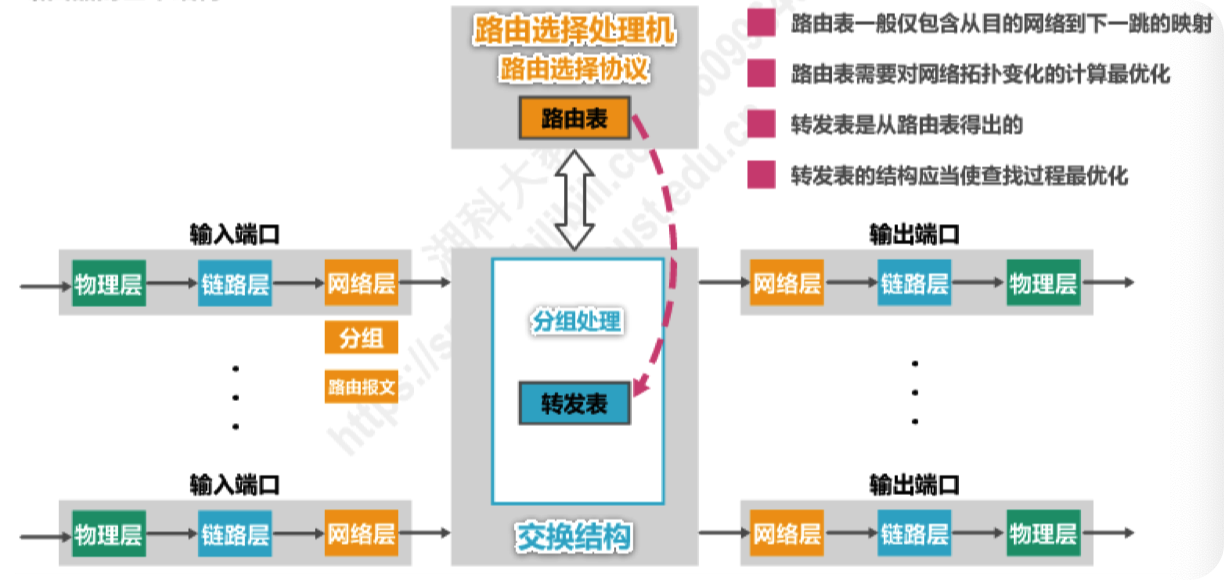 路由选择处理机
路由选择协议
路由表
路由表一般仅包含从目的网络到下一跳的映射
路由表需要对网络拓扑变化的计算最优化
转发表是从路由表得出的
转发表的结构应当使查找过程最优化
输入端口
物理层
链路层
网络层
分组
路由报文
分组处理
转发表
交换结构
输出端口
网络层
链路层
物理层
输入端口
物理层
链路层
网络层
输出端口
网络层
链路层
物理层